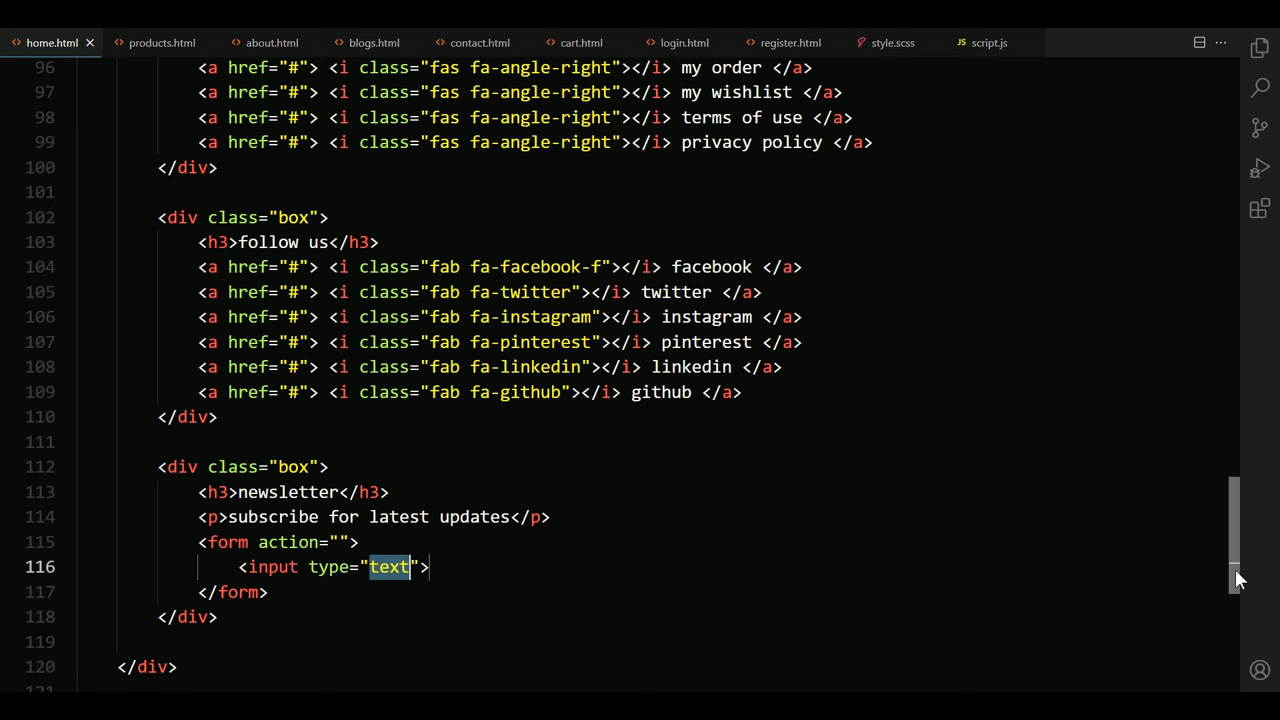 home.html products.html about.html blogs.html contact.html cart.html login.html register.html style.scss JS script.js
96 <a href="#"> <i class="fas fa-angle-right"></i> my order </a>
97 <a href="#"> <i class="fas fa-angle-right"></i> my wishlist </a>
98 <a href="#"> <i class="fas fa-angle-right"></i> terms of use </a>
99 <a href="#"> <i class="fas fa-angle-right"></i> privacy policy </a>
100 </div>
101
102 <div class="box">
103 <h3>follow us</h3>
104 <a href="#"> <i class="fab fa-facebook-f"></i> facebook </a>
105 <a href="#"> <i class="fab fa-twitter"></i> twitter </a>
106 <a href="#"> <i class="fab fa-instagram"></i> instagram </a>
107 <a href="#"> <i class="fab fa-pinterest"></i> pinterest </a>
108 <a href="#"> <i class="fab fa-linkedin"></i> linkedin </a>
109 <a href="#"> <i class="fab fa-github"></i> github </a>
110 </div>
111
112 <div class="box">
113 <h3>newsletter</h3>
114 <p>subscribe for latest updates</p>
115 <form action="">
116 <input type="text">
117 </form>
118 </div>
119
120 </div>
121